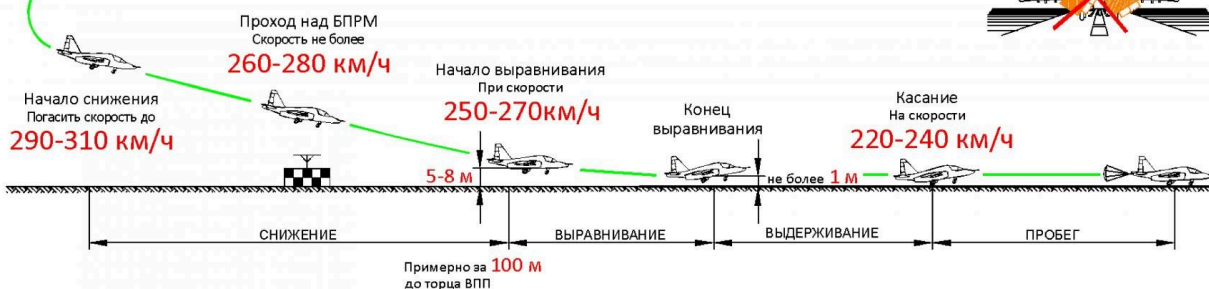 Проход над БПРМ
Скорость не более
260-280 км/ч
Начало снижения
Погасить скорость до
290-310 км/ч
Начало выравнивания
При скорости
250-270км/ч
5-8 м
Конец
выравнивания
не более 1 м
Касание
На скорости
220-240 км/ч
СНИЖЕНИЕ
ВЫРАВНИВАНИЕ
ВЫДЕРЖИВАНИЕ
ПРОБЕГ
Примерно за 100 м
до торца ВПП